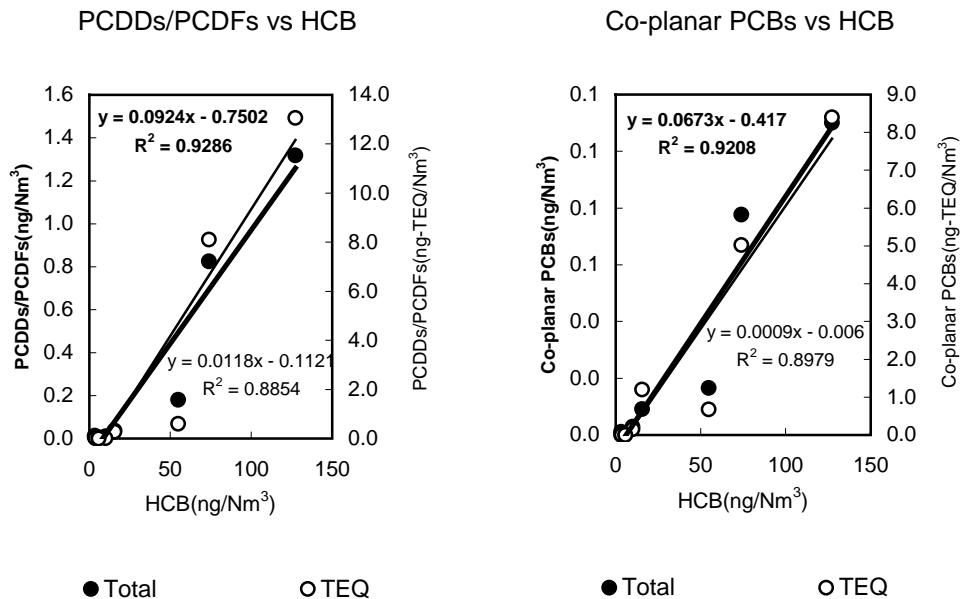 PCDDs/PCDFs vs HCB
1.6
1.4
1.2
1.0
0.8
0.6
0.4
0.2
0.0
PCDDs/PCDFs(ng/Nm³)
y = 0.0924x - 0.7502
R² = 0.9286
y = 0.0118x - 0.1121
R² = 0.8854
14.0
12.0
10.0
8.0
6.0
4.0
2.0
0.0
PCDDs/PCDFs(ng-TEQ/Nm³)
0 50 100 150
HCB(ng/Nm³)
Total TEQ
Co-planar PCBs vs HCB
0.1
0.1
0.1
0.1
0.0
0.0
0.0
Co-planar PCBs(ng/Nm³)
y = 0.0673x - 0.417
R² = 0.9208
y = 0.0009x - 0.006
R² = 0.8979
9.0
8.0
7.0
6.0
5.0
4.0
3.0
2.0
1.0
0.0
Co-planar PCBs(ng-TEQ/Nm³)
0 50 100 150
HCB(ng/Nm³)
Total TEQ